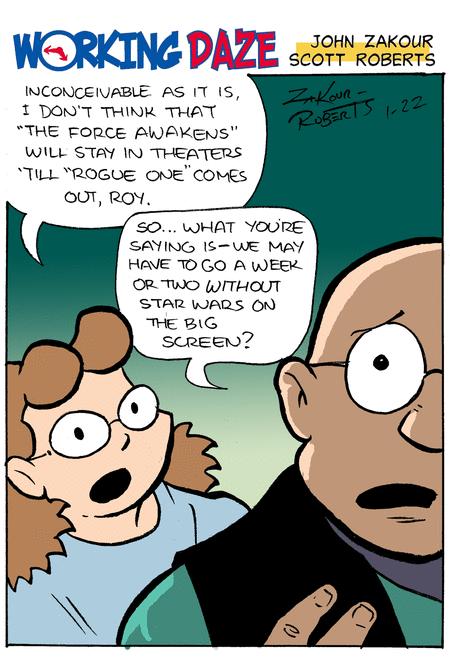 WORKING DAZE
JOHN ZAKOUR
SCOTT ROBERTS
INCONCEIVABLE AS IT IS,
I DON'T THINK THAT
"THE FORCE AWAKENS"
WILL STAY IN THEATERS
'TILL "ROGUE ONE" COMES
OUT, ROY.
ZAKOUR-
ROBERTS 1-22
SO... WHAT YOU'RE
SAYING IS-WE MAY
HAVE TO GO A WEEK
OR TWO WITHOUT
STAR WARS ON
THE BIG
SCREEN?